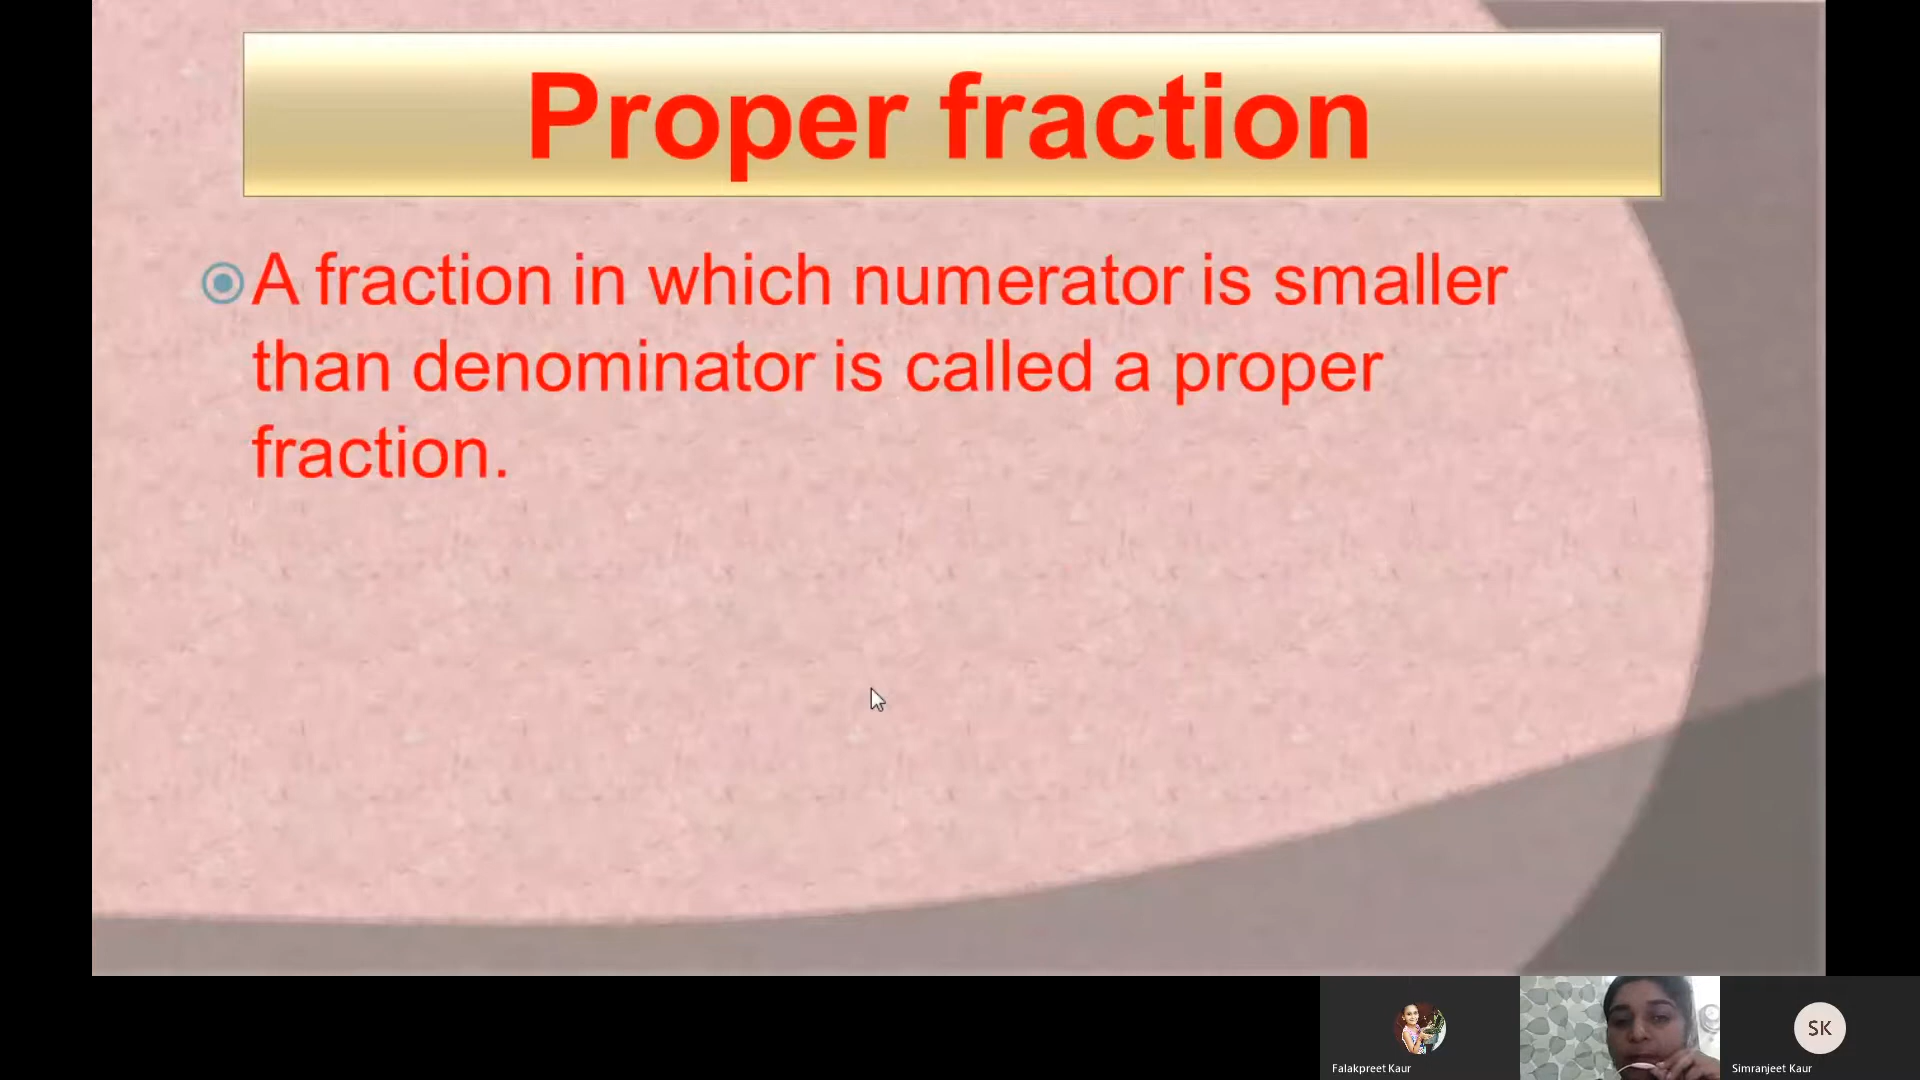 Proper fraction
A fraction in which numerator is smaller
than denominator is called a proper
fraction.
Falakpreet Kaur
SK
Simranjeet Kaur